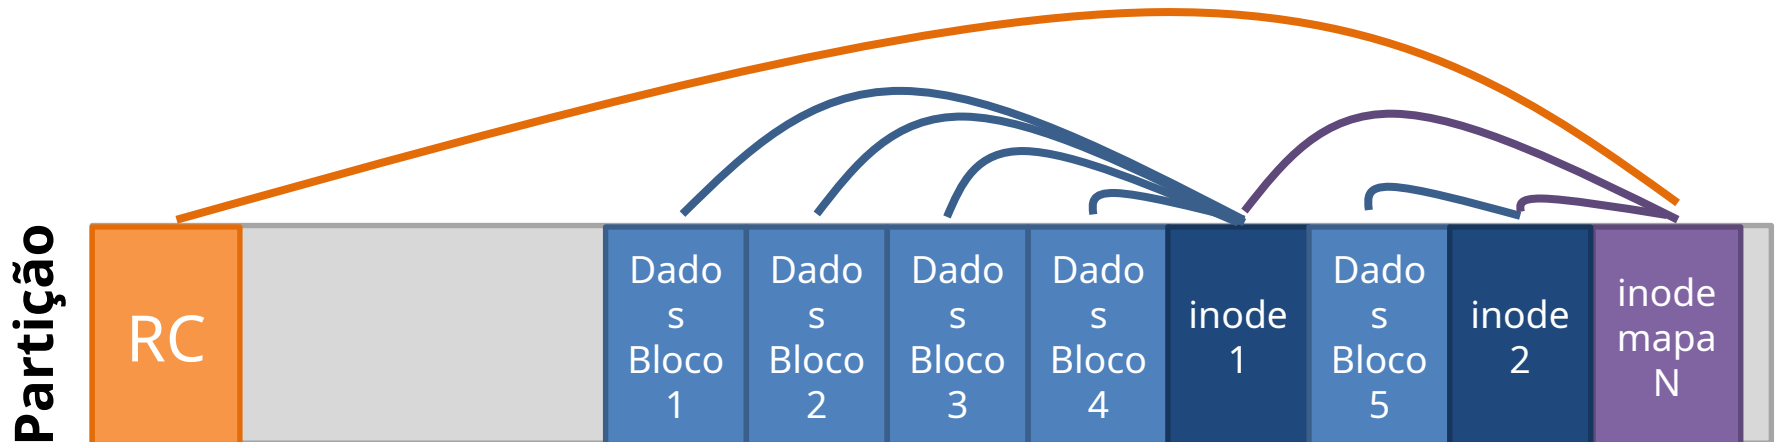 Partição
RC
Dado
s
Bloco
1
Dado
s
Bloco
2
Dado
s
Bloco
3
Dado
s
Bloco
4
inode
1
Dado
s
Bloco
5
inode
2
inode
mapa
N